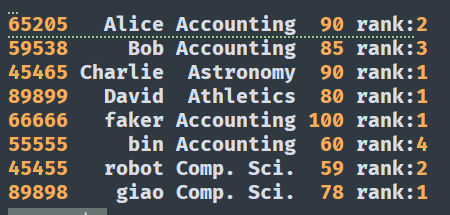 65205   Alice Accounting  90 rank:2
59538     Bob Accounting  85 rank:3
45465 Charlie  Astronomy  90 rank:1
89899   David  Athletics  80 rank:1
66666   faker Accounting 100 rank:1
55555     bin Accounting  60 rank:4
45455   robot Comp. Sci.  59 rank:2
89898    giao Comp. Sci.  78 rank:1